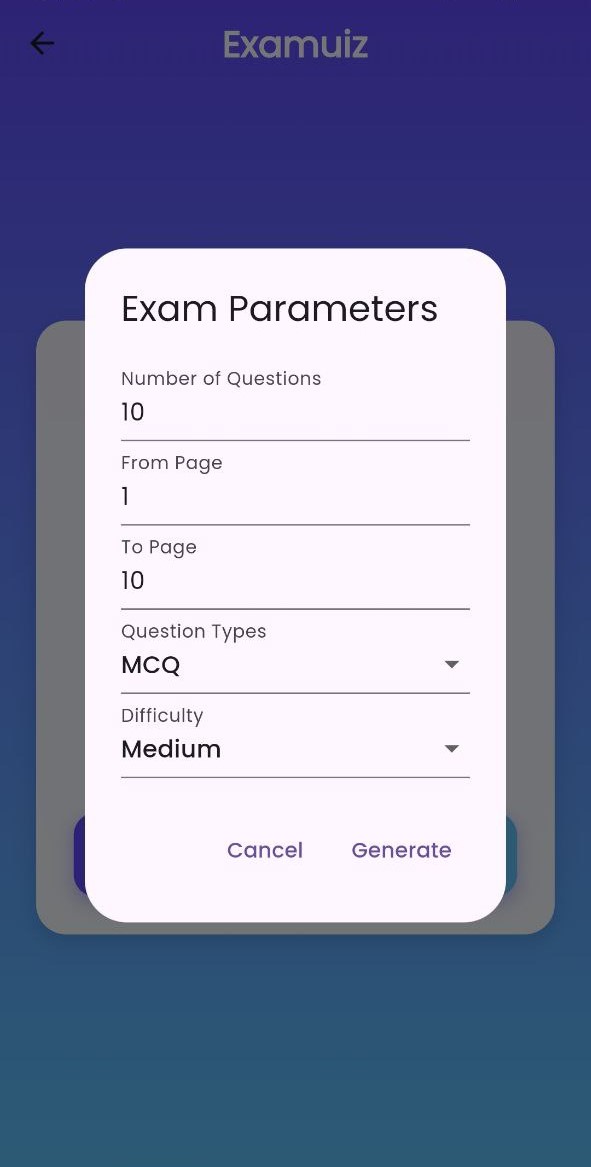 Examuiz
Exam Parameters
Number of Questions
10
From Page
1
To Page
10
Question Types
MCQ
Difficulty
Medium
Cancel Generate